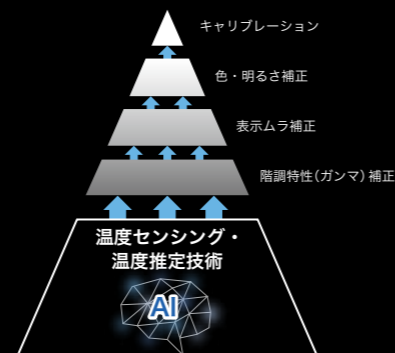 キャリブレーション
色・明るさ補正
表示ムラ補正
階調特性(ガンマ)補正
温度センシング・
温度推定技術
AI